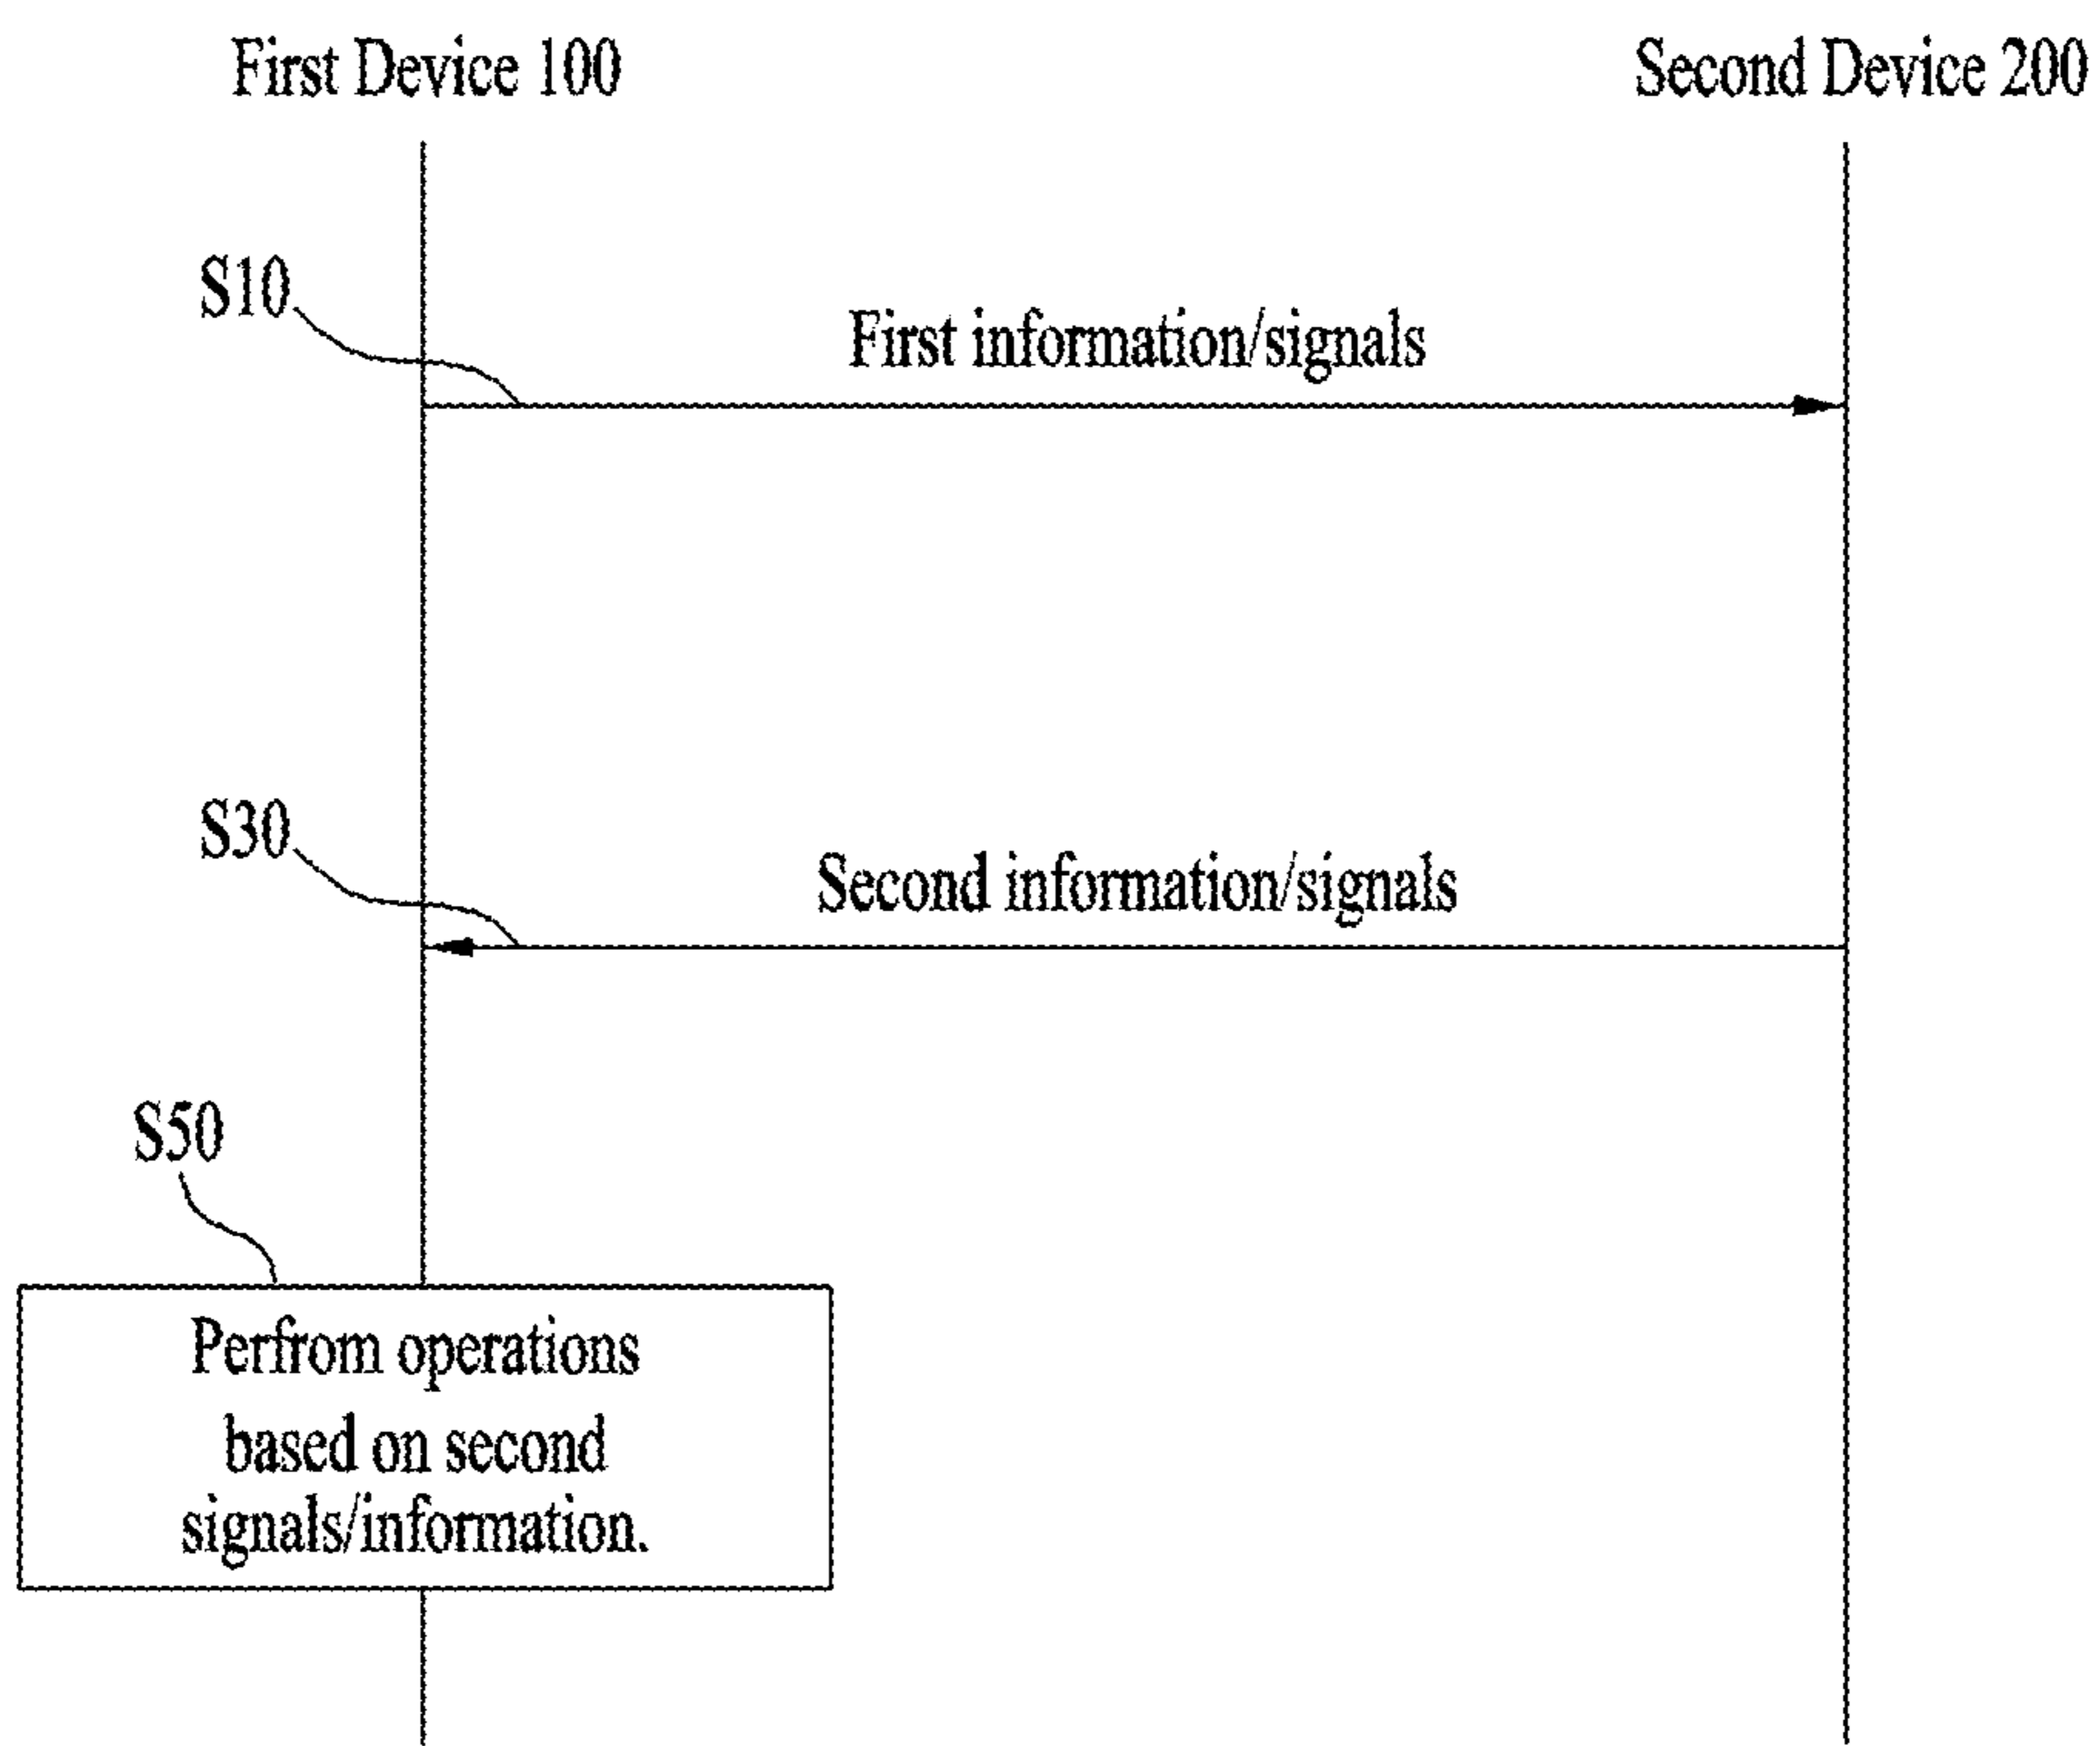 First Device 100
Second Device 200
S10
First information/signals
S30
Second information/signals
S50
Perfrom operations
based on second
signals/information.